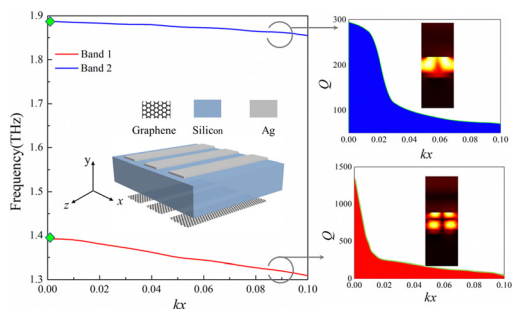 1.9
1.8
1.7
1.6
1.5
1.4
1.3
Frequency(THz)
0.00 0.02 0.04 0.06 0.08 0.10
kx
Band 1
Band 2
Graphene Silicon Ag
y
x
z
300
200
100
Q
0.00 0.02 0.04 0.06 0.08 0.10
kx
1500
1000
500
0
Q
0.00 0.02 0.04 0.06 0.08 0.10
kx